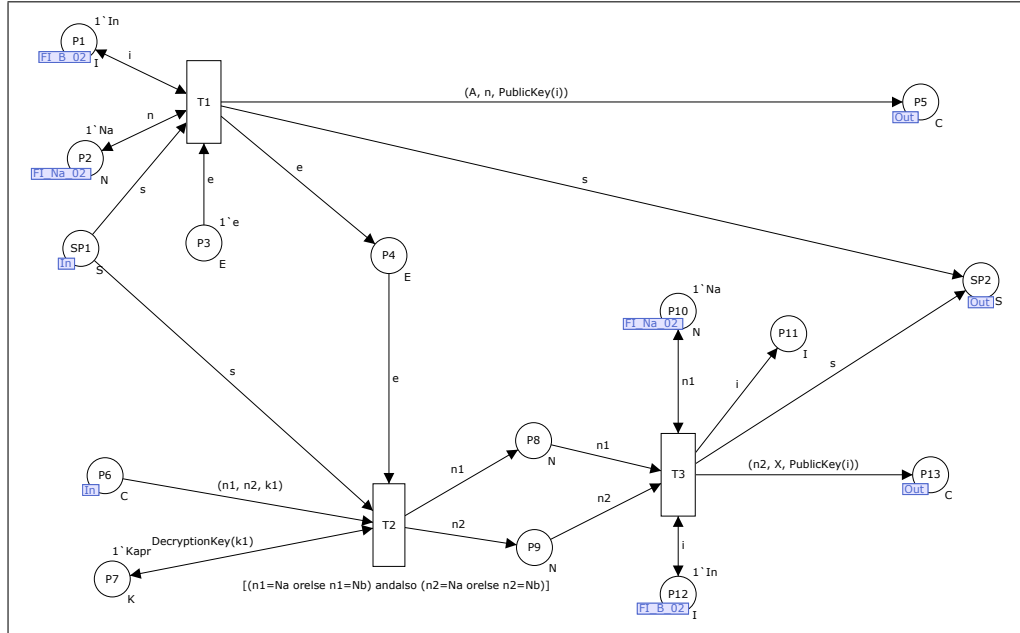 1`In
P1
FI_B_02
I
i
T1
(A, n, PublicKey(i))
P5
Out
C
n
1`Na
P2
FI_Na_02
N
s
e
e
s
1`e
P3
E
SP1
In
S
P4
E
SP2
Out
S
1`Na
P10
FI_Na_02
N
P11
I
s
e
n1
i
s
P8
N
n1
P6
In
C
(n1, n2, k1)
n1
T3
(n2, X, PublicKey(i))
P13
Out
C
n2
T2
n2
DecryptionKey(k1)
1`Kapr
P7
K
P9
N
i
[(n1=Na orelse n1=Nb) andalso (n2=Na orelse n2=Nb)]
1`In
P12
FI_B_02
I